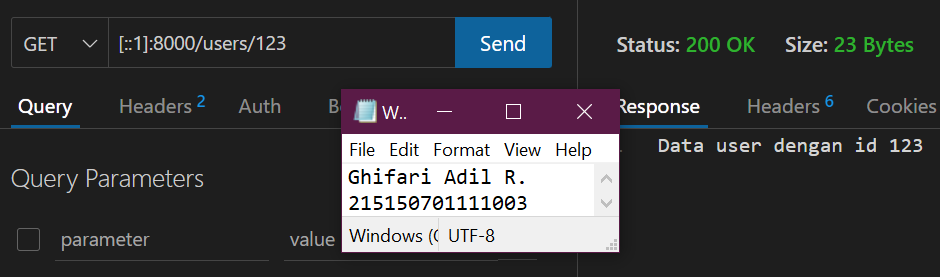 GET [::1]:8000/users/123 Send
Status: 200 OK Size: 23 Bytes
Query Headers 2 Auth
Response Headers 6 Cookies
Data user dengan id 123
Query Parameters
parameter value
W..
File Edit Format View Help
Ghifari Adil R.
215150701111003
Windows (C UTF-8